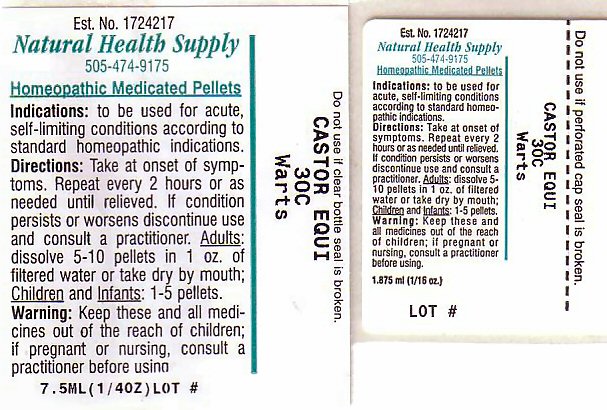 Est. No. 1724217
Natural Health Supply
505-474-9175
Homeopathic Medicated Pellets
Indications: to be used for acute,
self-limiting conditions according to
standard homeopathic indications.
Directions: Take at onset of symp-
toms. Repeat every 2 hours or as
needed until relieved. If condition
persists or worsens discontinue use
and consult a practitioner. Adults:
dissolve 5-10 pellets in 1 oz. of
filtered water or take dry by mouth;
Children and Infants: 1-5 pellets.
Warning: Keep these and all medi-
cines out of the reach of children;
if pregnant or nursing, consult a
practitioner before using
7.5ML(1/4OZ)LOT #
Do not use if clear bottle seal is broken.
CASTOR EQUI
30C
Warts
Est. No. 1724217
Natural Health Supply
505-474-9175
Homeopathic Medicated Pellets
Indications: to be used for
acute, self-limiting conditions
according to standard homeo-
pathic indications.
Directions: Take at onset of
symptoms. Repeat every 2
hours or as needed until relieved.
If condition persists or worsens
discontinue use and consult a
practitioner. Adults: dissolve 5-
10 pellets in 1 oz. of filtered
water or take dry by mouth;
Children and Infants: 1-5 pellets.
Warning: Keep these and
all medicines out of the reach
of children; if pregnant or
nursing, consult a practitioner
before using.
1.875 ml (1/16 oz.)
LOT #
CASTOR EQUI
30C
Warts
Do not use if perforated cap seal is broken.